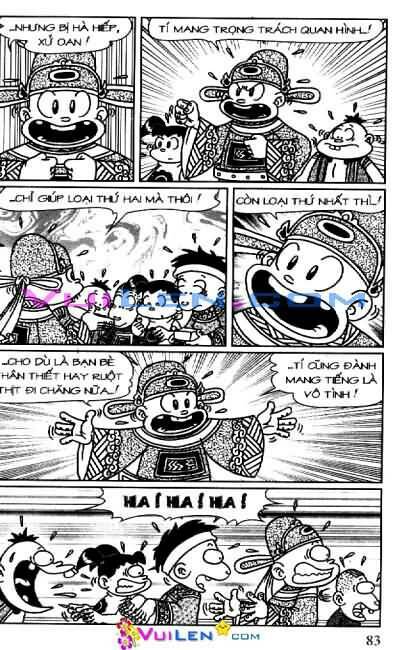 ..NHƯNG BỊ HÀ HIẾP,
XỬ OAN!
TÍ MANG TRỌNG TRÁCH QUAN HÌNH...!
..CHỈ GIÚP LOẠI THỨ HAI MÀ THÔI!
CÒN LOẠI THỨ NHẤT THÌ..!
VUILEN.COM
..CHO DÙ LÀ BẠN BÈ
THÂN THIẾT HAY RUỘT
THỊT ĐI CHĂNG NỮA..!
..TÍ CŨNG ĐÀNH
MANG TIẾNG LÀ
VÔ TÌNH!
HA! HA! HA!
83
VUILEN.COM